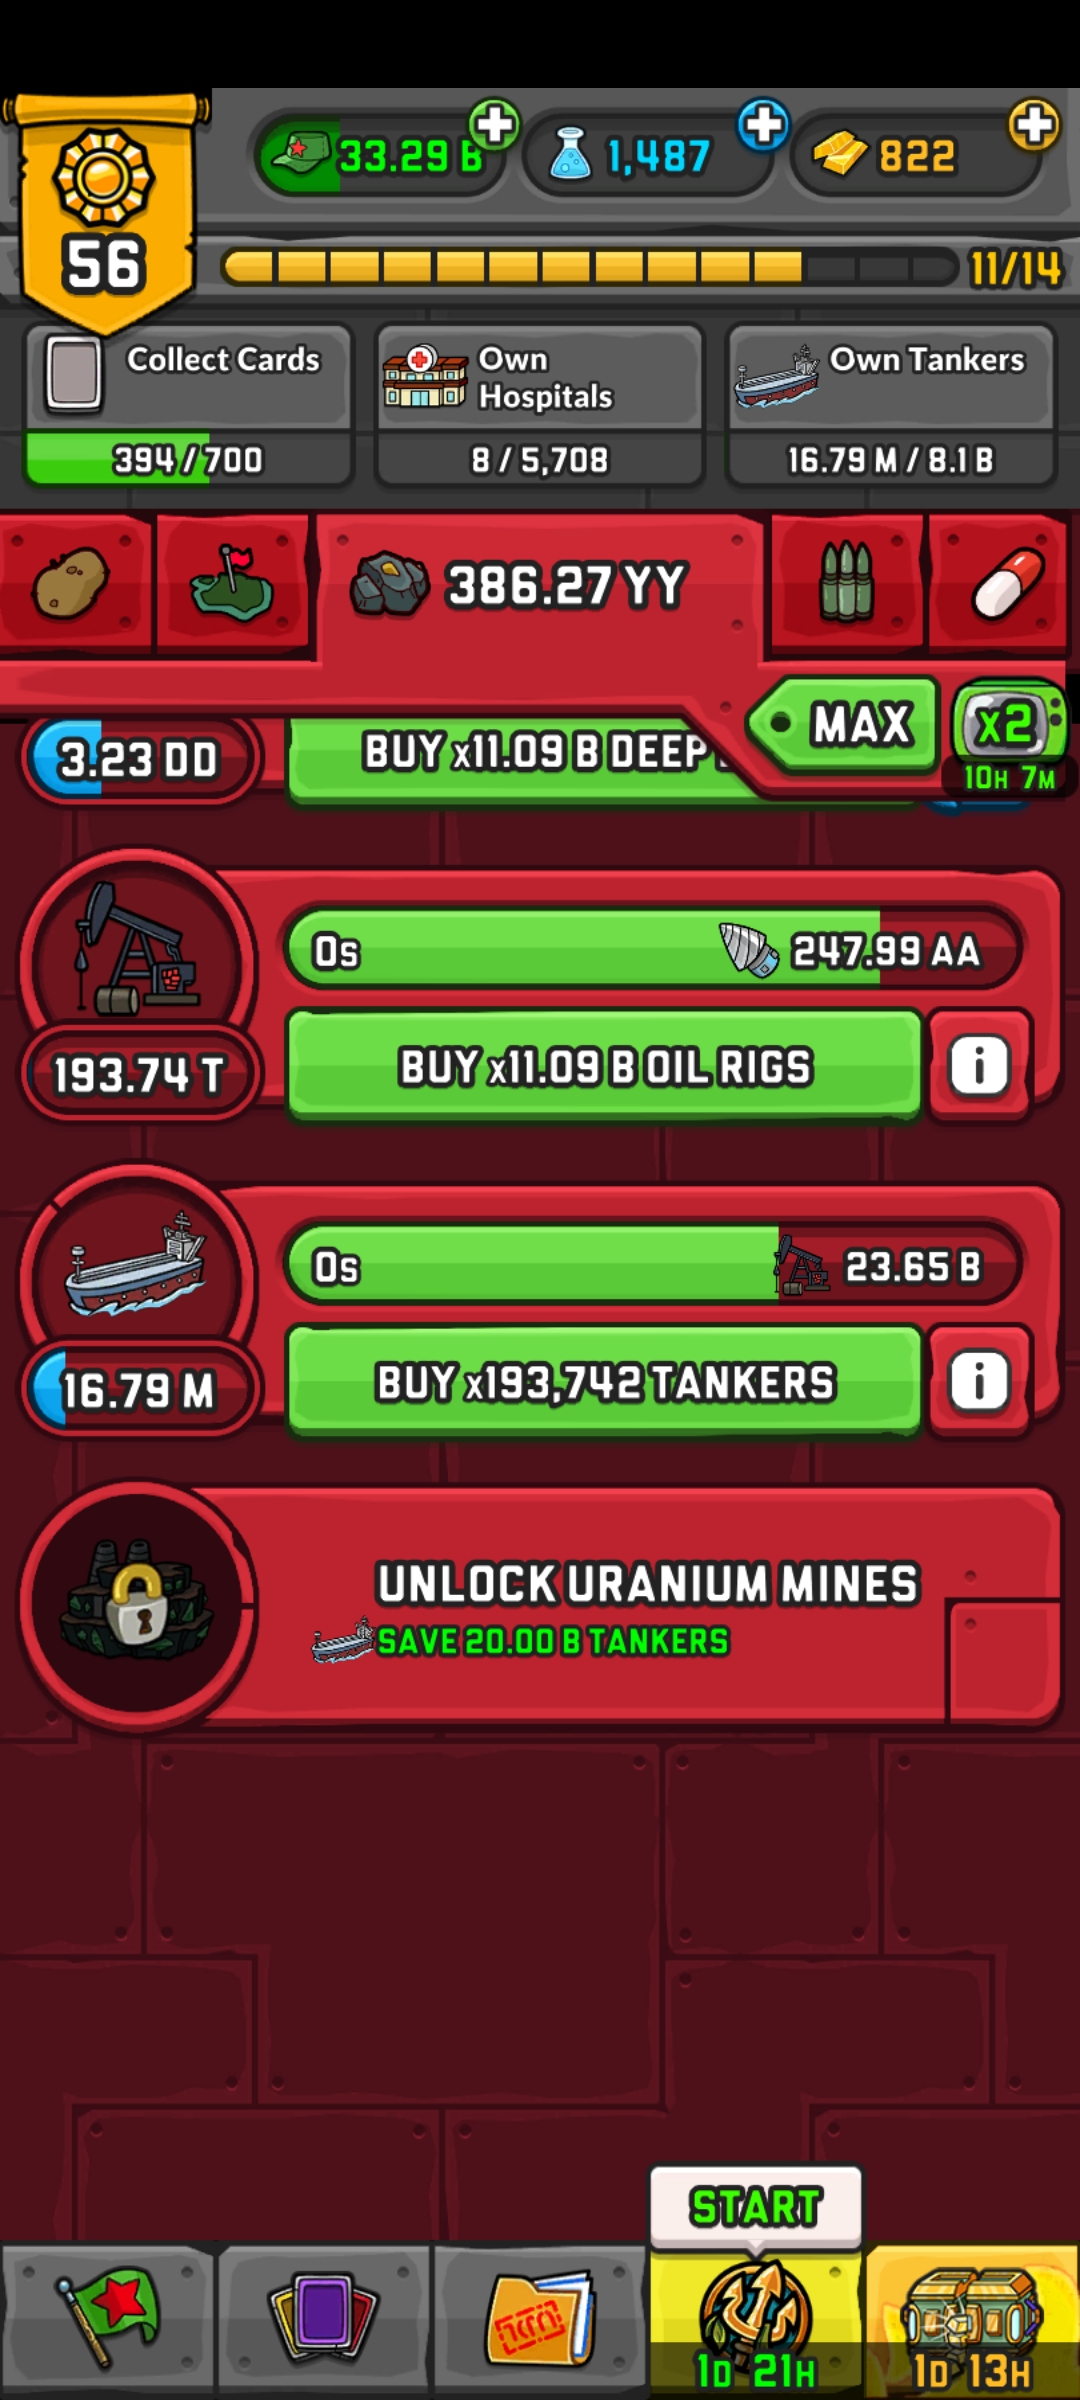 33.29 B
1,487
822
56
11/14
Collect Cards
394/700
Own
Hospitals
8/5,708
Own Tankers
16.79 M/8.1 B
386.27 YY
MAX
x2
10H 7M
3.23 DD
BUY x11.09 B DEEP
0s
247.99 AA
193.74 T
BUY x11.09 B OIL RIGS
i
0s
23.65 B
16.79 M
BUY x193,742 TANKERS
i
UNLOCK URANIUM MINES
SAVE 20.00 B TANKERS
START
1D 21H
1D 13H